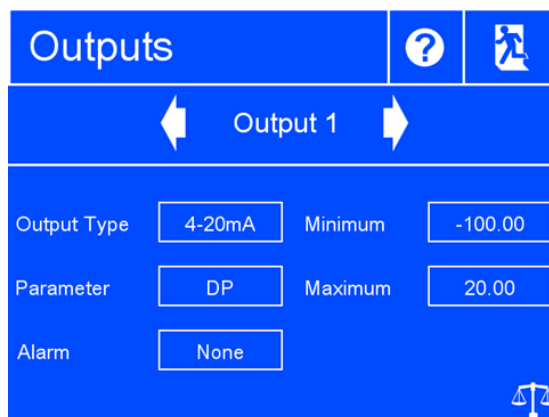 Outputs ?
Output 1
Output Type 4-20mA Minimum -100.00
Parameter DP Maximum 20.00
Alarm None